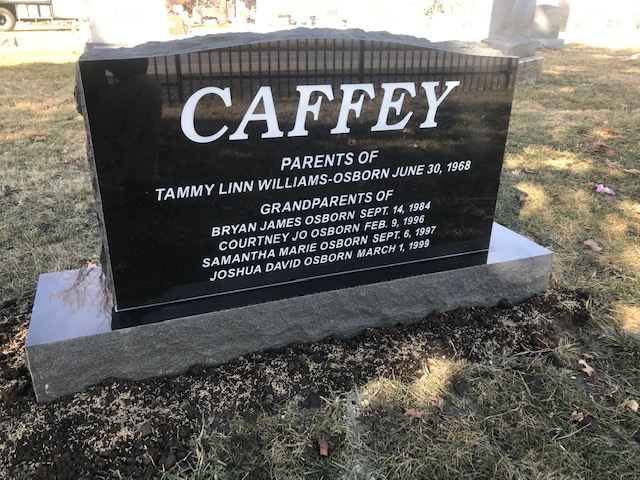 CAFFEY
PARENTS OF
TAMMY LINN WILLIAMS-OSBORN JUNE 30, 1968
GRANDPARENTS OF
BRYAN JAMES OSBORN SEPT. 14, 1984
COURTNEY JO OSBORN FEB. 9, 1996
SAMANTHA MARIE OSBORN SEPT. 6, 1997
JOSHUA DAVID OSBORN MARCH 1, 1999